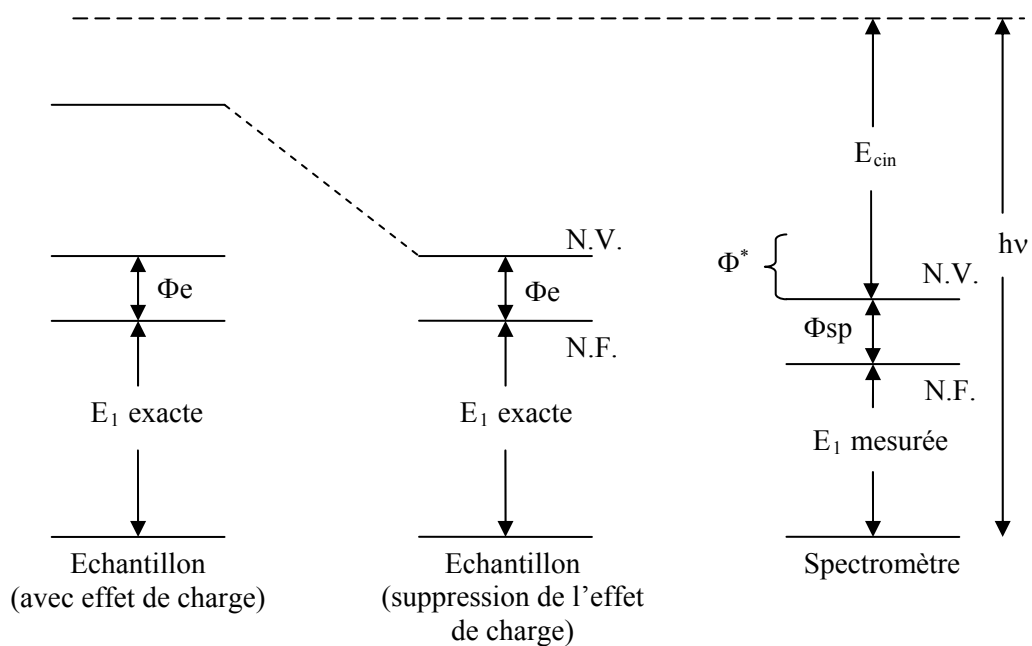 E_cin
hν
N.V.
Φ*
N.V.
Φe
Φe
Φsp
N.F.
N.F.
E₁ exacte
E₁ exacte
E₁ mesurée
Echantillon
(avec effet de charge)
Echantillon
(suppression de l’effet
de charge)
Spectromètre